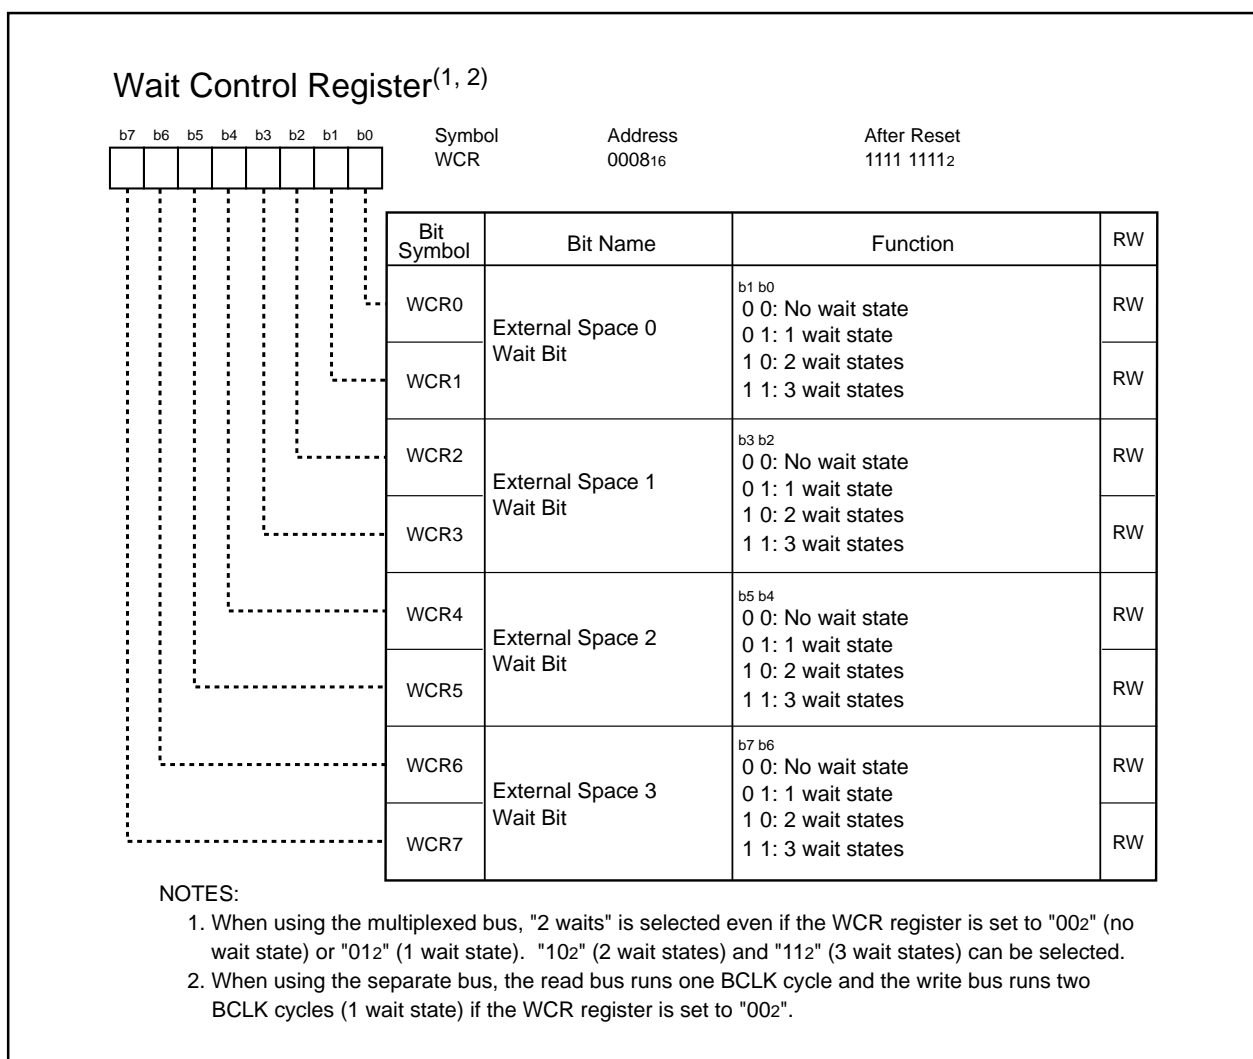 Wait Control Register(1, 2)
b7 b6 b5 b4 b3 b2 b1 b0
Symbol Address After Reset
WCR 000816 1111 11112
Bit Symbol Bit Name Function RW
WCR0 External Space 0 Wait Bit b1 b0 RW
0 0: No wait state
0 1: 1 wait state
WCR1 1 0: 2 wait states RW
1 1: 3 wait states
WCR2 External Space 1 Wait Bit b3 b2 RW
0 0: No wait state
0 1: 1 wait state
WCR3 1 0: 2 wait states RW
1 1: 3 wait states
WCR4 External Space 2 Wait Bit b5 b4 RW
0 0: No wait state
0 1: 1 wait state
WCR5 1 0: 2 wait states RW
1 1: 3 wait states
WCR6 External Space 3 Wait Bit b7 b6 RW
0 0: No wait state
0 1: 1 wait state
WCR7 1 0: 2 wait states RW
1 1: 3 wait states
NOTES:
1. When using the multiplexed bus, "2 waits" is selected even if the WCR register is set to "002" (no
wait state) or "012" (1 wait state). "102" (2 wait states) and "112" (3 wait states) can be selected.
2. When using the separate bus, the read bus runs one BCLK cycle and the write bus runs two
BCLK cycles (1 wait state) if the WCR register is set to "002".